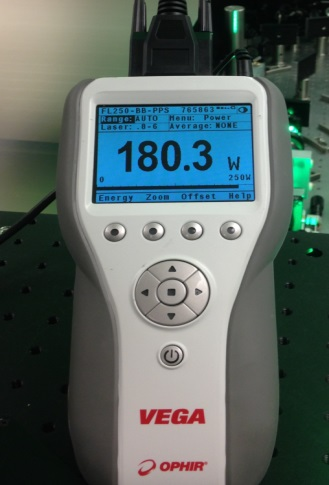 FL250-BB-PPS 765863
Range:AUTO Menu: Power
Laser: .8-6 Average:NONE
180.3 W
0 250W
Energy Zoom Offset Help
VEGA
OPHIR